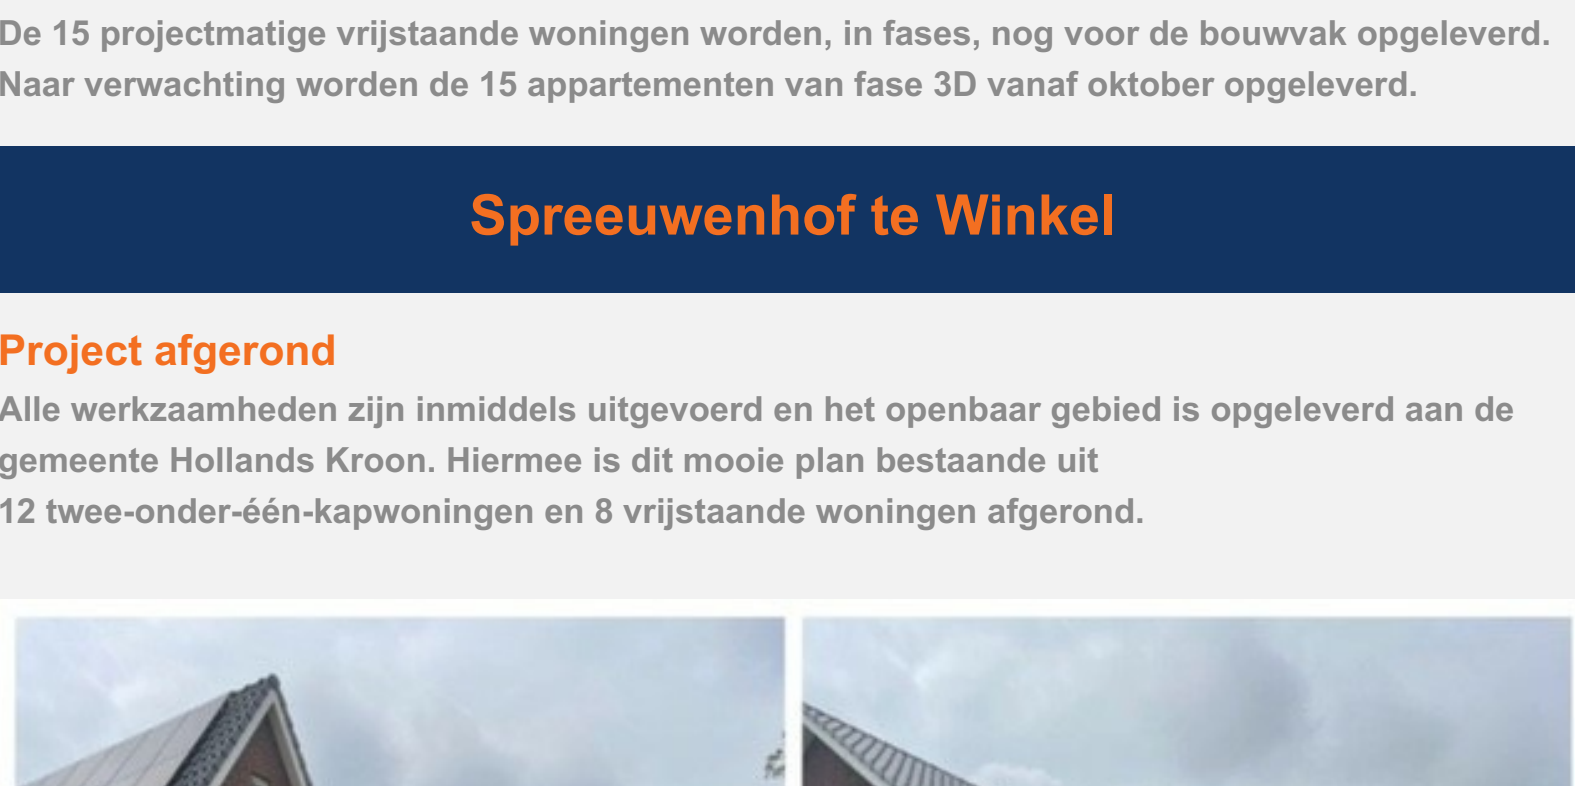 De 15 projectmatige vrijstaande woningen worden, in fases, nog voor de bouwvak opgeleverd.
Naar verwachting worden de 15 appartementen van fase 3D vanaf oktober opgeleverd.
Spreeuwenhof te Winkel
Project afgerond
Alle werkzaamheden zijn inmiddels uitgevoerd en het openbaar gebied is opgeleverd aan de
gemeente Hollands Kroon. Hiermee is dit mooie plan bestaande uit
12 twee-onder-één-kapwoningen en 8 vrijstaande woningen afgerond.